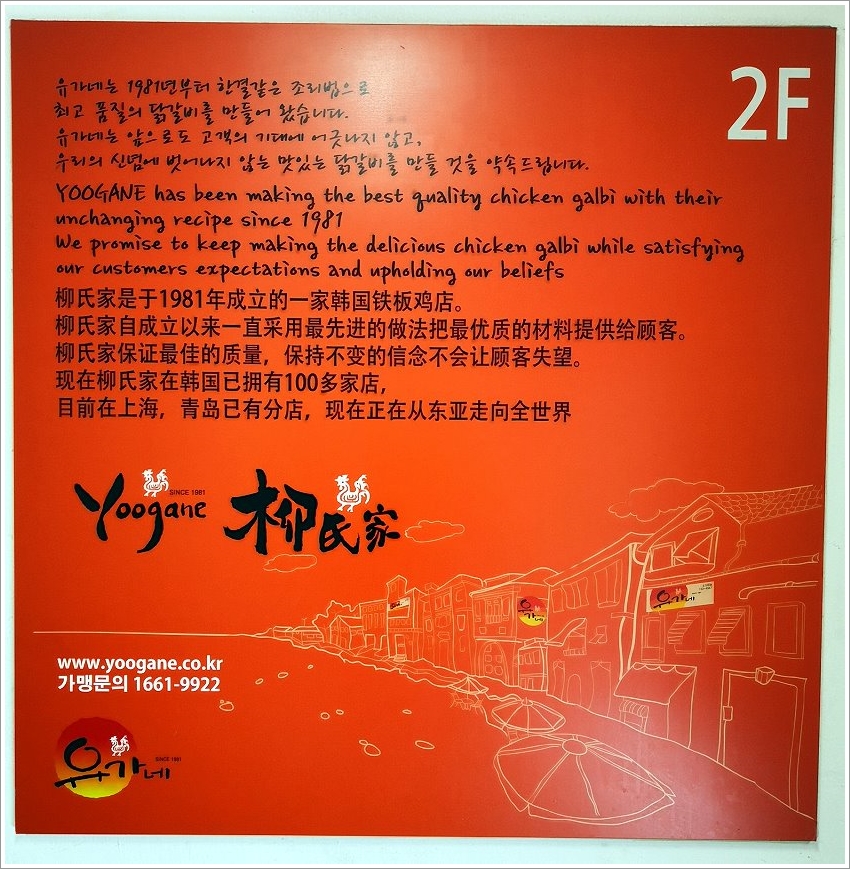 2F
유가네는 1981년부터 한결같은 조리법으로
최고 품질의 닭갈비를 만들어 왔습니다.
유가네는 앞으로도 고객의 기대에 어긋나지 않고,
우리의 신념에 벗어나지 않는 맛있는 닭갈비를 만들 것을 약속드립니다.
YOOGANE has been making the best quality chicken galbi with their
unchanging recipe since 1981
We promise to keep making the delicious chicken galbi while satisfying
our customers expectations and upholding our beliefs
柳氏家是于1981年成立的一家韩国铁板鸡店。
柳氏家自成立以来一直采用最先进的做法把最优质的材料提供给顾客。
柳氏家保证最佳的质量，保持不变的信念不会让顾客失望。
现在柳氏家在韩国已拥有100多家店，
目前在上海，青岛已有分店，现在正在从东亚走向全世界
Yoogane SINCE 1981 柳氏家
유가네
유가네
www.yoogane.co.kr
가맹문의 1661-9922
유가네 SINCE 1981